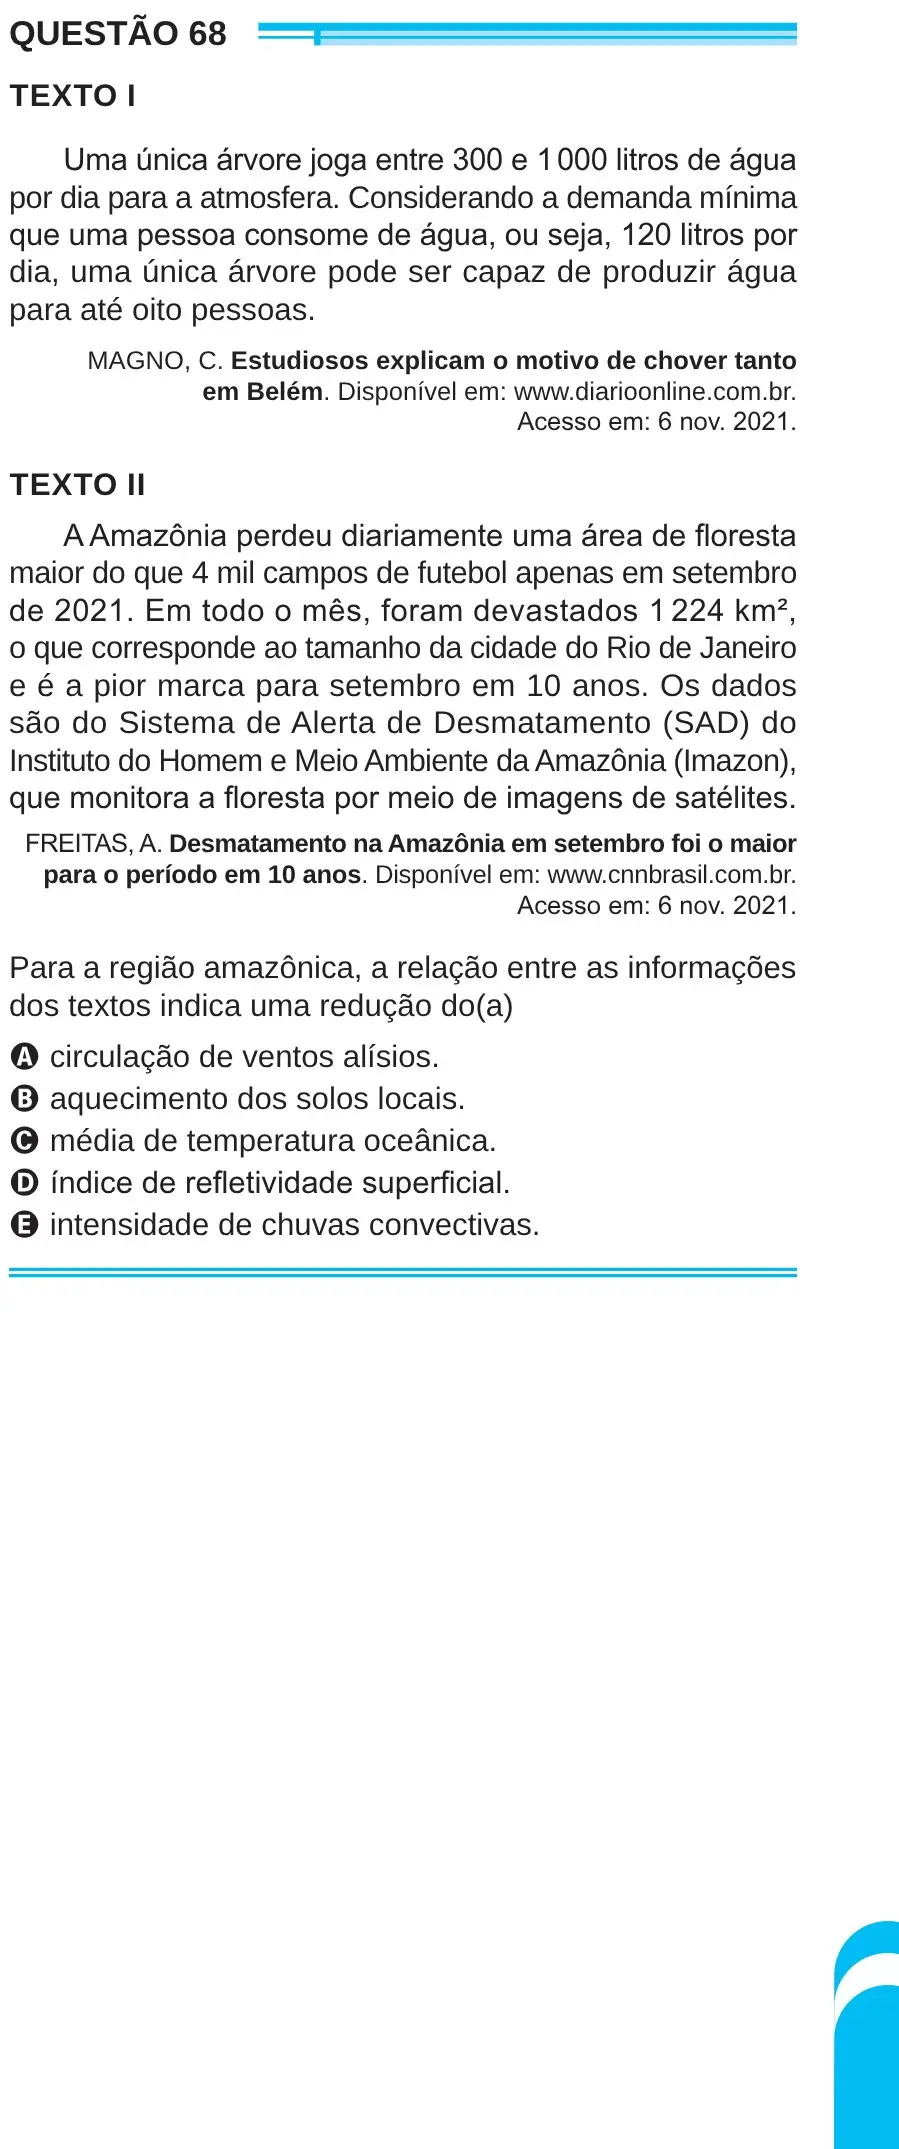 QUESTÃO 68
TEXTO I
Uma única árvore joga entre 300 e 1 000 litros de água
por dia para a atmosfera. Considerando a demanda mínima
que uma pessoa consome de água, ou seja, 120 litros por
dia, uma única árvore pode ser capaz de produzir água
para até oito pessoas.
MAGNO, C. Estudiosos explicam o motivo de chover tanto
em Belém. Disponível em: www.diarioonline.com.br.
Acesso em: 6 nov. 2021.
TEXTO II
A Amazônia perdeu diariamente uma área de floresta
maior do que 4 mil campos de futebol apenas em setembro
de 2021. Em todo o mês, foram devastados 1 224 km²,
o que corresponde ao tamanho da cidade do Rio de Janeiro
e é a pior marca para setembro em 10 anos. Os dados
são do Sistema de Alerta de Desmatamento (SAD) do
Instituto do Homem e Meio Ambiente da Amazônia (Imazon),
que monitora a floresta por meio de imagens de satélites.
FREITAS, A. Desmatamento na Amazônia em setembro foi o maior
para o período em 10 anos. Disponível em: www.cnnbrasil.com.br.
Acesso em: 6 nov. 2021.
Para a região amazônica, a relação entre as informações
dos textos indica uma redução do(a)
A circulação de ventos alísios.
B aquecimento dos solos locais.
C média de temperatura oceânica.
D índice de refletividade superficial.
E intensidade de chuvas convectivas.